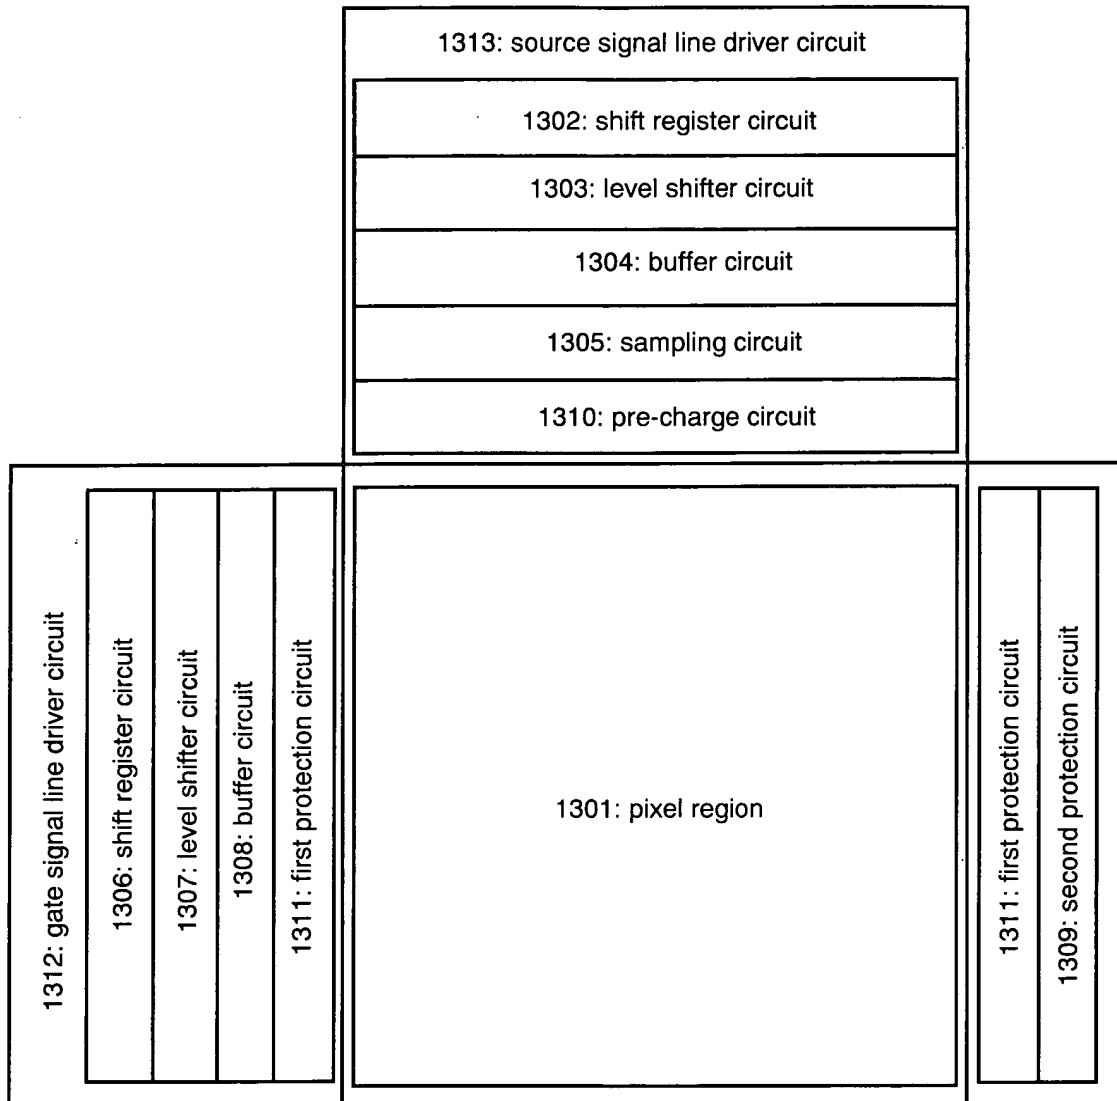 1313: source signal line driver circuit
1302: shift register circuit
1303: level shifter circuit
1304: buffer circuit
1305: sampling circuit
1310: pre-charge circuit
1312: gate signal line driver circuit
1306: shift register circuit
1307: level shifter circuit
1308: buffer circuit
1311: first protection circuit
1301: pixel region
1311: first protection circuit
1309: second protection circuit